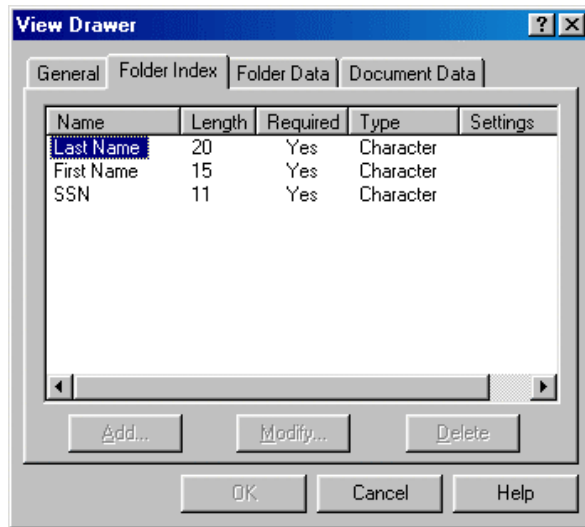 View Drawer
General Folder Index Folder Data Document Data
Name Length Required Type Settings
Last Name 20 Yes Character
First Name 15 Yes Character
SSN 11 Yes Character
Add... Modify... Delete
OK Cancel Help